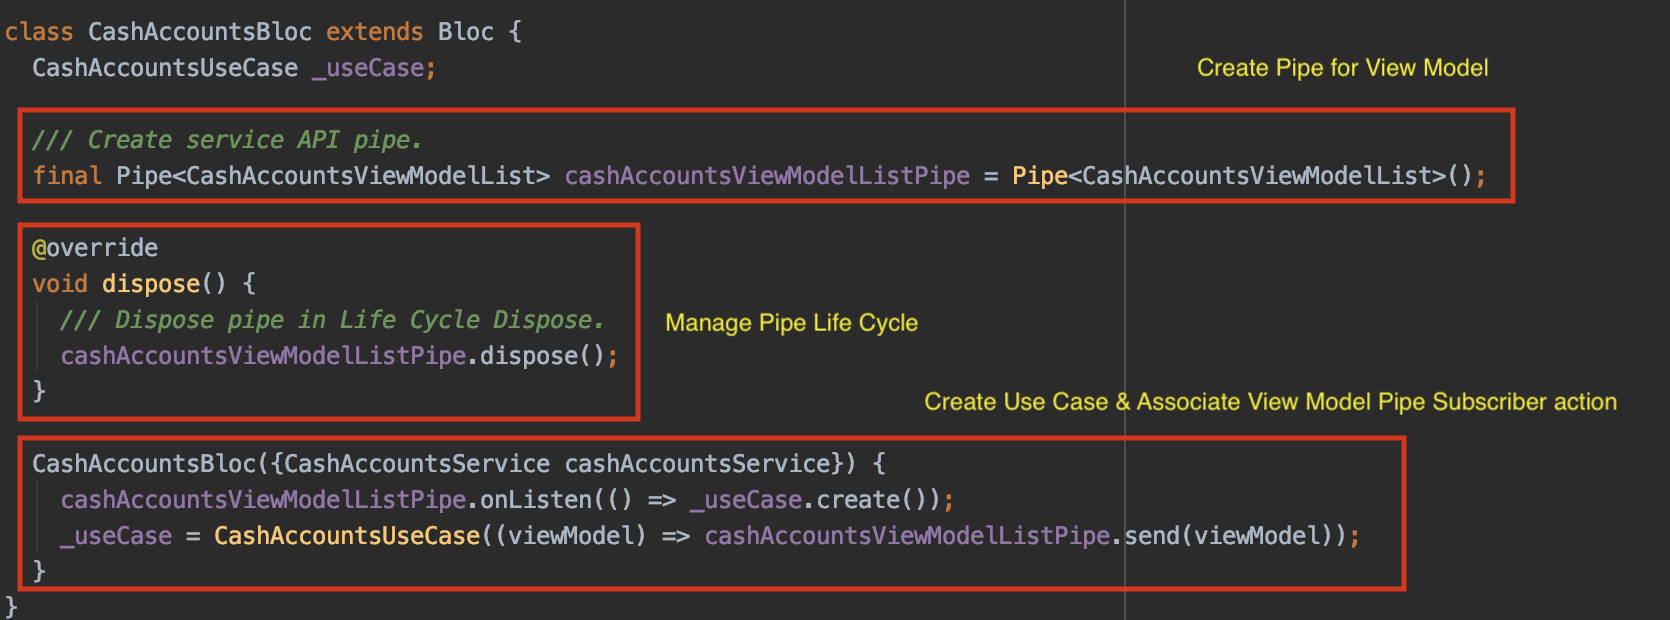 class CashAccountsBloc extends Bloc {
CashAccountsUseCase _useCase;
Create Pipe for View Model
/// Create service API pipe.
final Pipe<CashAccountsViewModelList> cashAccountsViewModelListPipe = Pipe<CashAccountsViewModelList>();
@override
void dispose() {
/// Dispose pipe in Life Cycle Dispose.
Manage Pipe Life Cycle
cashAccountsViewModelListPipe.dispose();
}
Create Use Case & Associate View Model Pipe Subscriber action
CashAccountsBloc({CashAccountsService cashAccountsService}) {
cashAccountsViewModelListPipe.onListen(() => _useCase.create());
_useCase = CashAccountsUseCase((viewModel) => cashAccountsViewModelListPipe.send(viewModel));
}
}